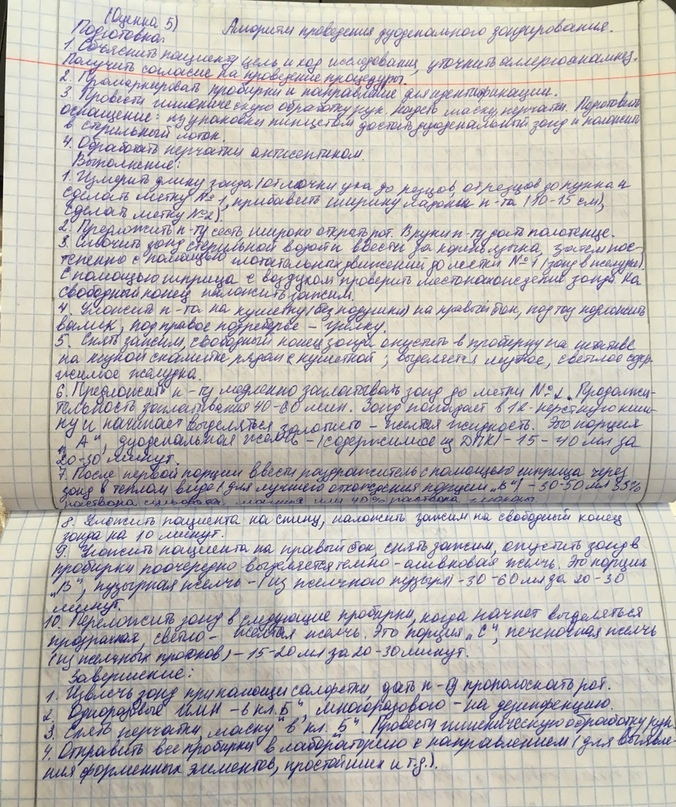 (Оценка 5)
Алгоритм проведения дуоденального зондирования.
Подготовка:
1. Объяснить пациенту цель и ход исследования, уточнить аллергоанамнез.
Получить согласие на проведение процедуры.
2. Промаркировать пробирки и направление для идентификации.
3. Провести гигиеническую обработку рук. Надеть маску, перчатки. Подготовить
оснащение: из упаковки пинцетом достать дуоденальный зонд и положить
в стерильный лоток.
4. Обработать перчатки антисептиком.
Выполнение:
1. Измерить длину зонда (от мочки уха до резцов, от резцов до пупка и
сделать метку № 1, прибавить ширину ладони п-та (10-15 см),
сделать метку № 2).
2. Предложить п-ту сесть, широко открыть рот. В руки п-ту дать полотенце.
3. Смочить зонд стерильной водой и ввести за корень языка, затем пос-
тепенно с помощью глотательных движений до метки № 1 (зонд в желудке).
С помощью шприца с воздухом проверить местонахождение зонда на
свободный конец наложить зажим.
4. Уложить п-та на кушетку (без подушки) на правый бок, под таз подложить
валик, под правое подреберье - грелку.
5. Снять зажим, свободный конец зонда опустить в пробирку на штативе
на низкой скамейке рядом с кушеткой; выделяется мутное, светлое содер-
жимое желудка.
6. Предложить п-ту медленно заглатывать зонд до метки № 2. Продолжи-
тельность заглатывания 40-60 мин. Зонд попадает в 12-перстную киш-
ку и начинает выделяться золотисто-желтая жидкость. Это порция
"А", дуоденальная желчь - (содержимое из ДПК) - 15-40 мл за
20-30 минут.
7. После первой порции ввести раздражитель с помощью шприца через
зонд в теплом виде (для лучшего отхождения порции "В") - 30-50 мл 33%
раствора сульфата магния или 40% раствора глюкозы
8. Уложить пациента на спину, наложить зажим на свободный конец
зонда на 10 минут.
9. Уложить пациента на правый бок, снять зажим, опустить зонд в
пробирки поочередно выделяется темно-оливковая желчь. Это порция
"В", пузырная желчь - (из желчного пузыря) - 30-60 мл за 20-30
минут.
10. Переложить зонд в следующие пробирки, когда начнет выделяться
прозрачная, светло-желтая желчь. Это порция "С", печеночная желчь
(из желчных протоков) - 15-20 мл за 20-30 минут.
Завершение:
1. Извлечь зонд при помощи салфетки, дать п-ту прополоскать рот.
2. Одноразовые ИМН - в кл. "Б", многоразового - на дезинфекцию.
3. Снять перчатки, маску в кл. "Б". Провести гигиеническую обработку рук.
4. Отправить все пробирки в лабораторию с направлением (для выявле-
ния форменных элементов, простейших и т.д.).